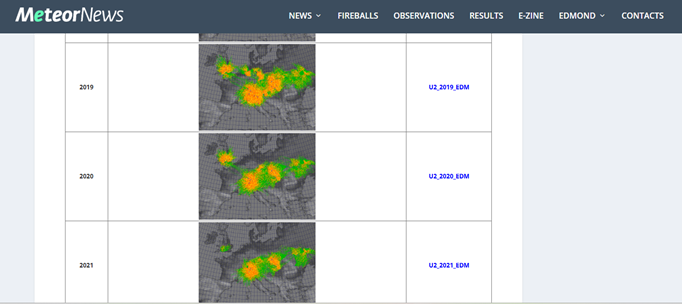 MeteorNews NEWS FIREBALLS OBSERVATIONS RESULTS E-ZINE EDMOND CONTACTS
2019 U2_2019_EDM
2020 U2_2020_EDM
2021 U2_2021_EDM